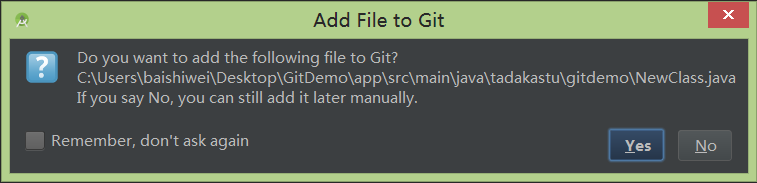 Add File to Git
Do you want to add the following file to Git?
C:\Users\baishiwei\Desktop\GitDemo\app\src\main\java\tadakastu\gitdemo\NewClass.java
If you say No, you can still add it later manually.
Remember, don't ask again
Yes
No